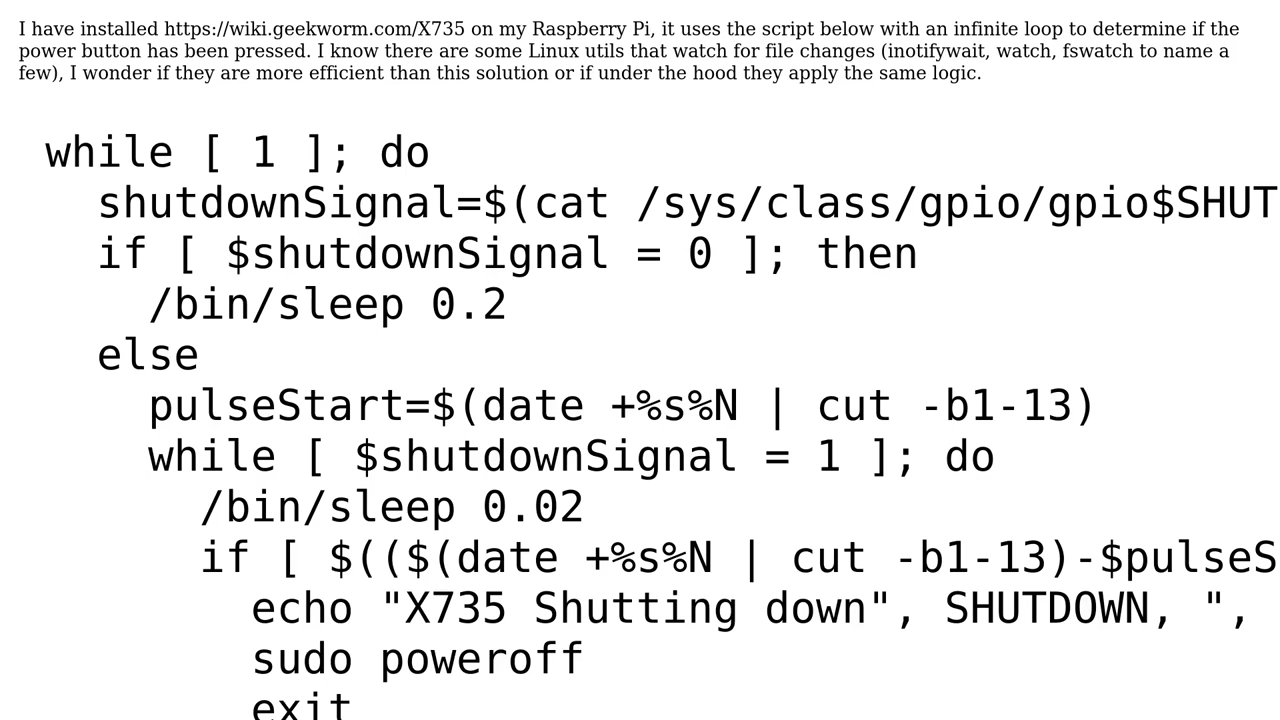 I have installed https://wiki.geekworm.com/X735 on my Raspberry Pi, it uses the script below with an infinite loop to determine if the
power button has been pressed. I know there are some Linux utils that watch for file changes (inotifywait, watch, fswatch to name a
few), I wonder if they are more efficient than this solution or if under the hood they apply the same logic.
while [ 1 ]; do
shutdownSignal=$(cat /sys/class/gpio/gpio$SHUT
if [ $shutdownSignal = 0 ]; then
/bin/sleep 0.2
else
pulseStart=$(date +%s%N | cut -b1-13)
while [ $shutdownSignal = 1 ]; do
/bin/sleep 0.02
if [ $(($(date +%s%N | cut -b1-13)-$pulseS
echo "X735 Shutting down", SHUTDOWN, ",
sudo poweroff
exit